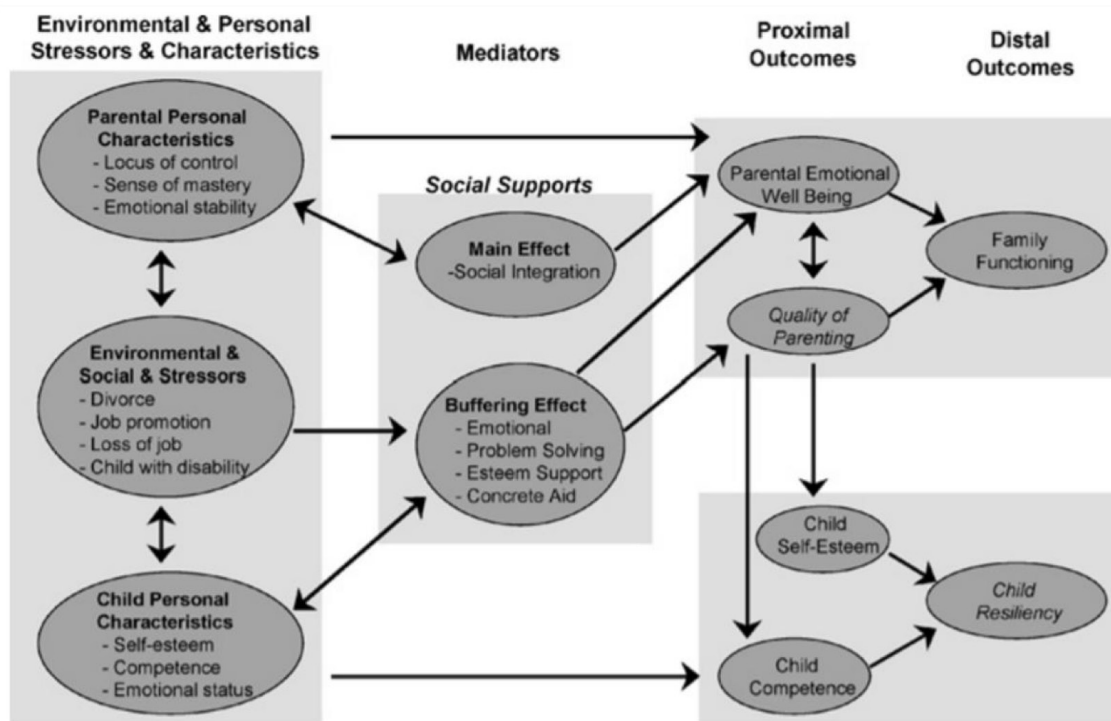 Environmental & Personal
Stressors & Characteristics
Mediators
Proximal
Outcomes
Distal
Outcomes
Parental Personal
Characteristics
- Locus of control
- Sense of mastery
- Emotional stability
Environmental &
Social & Stressors
- Divorce
- Job promotion
- Loss of job
- Child with disability
Child Personal
Characteristics
- Self-esteem
- Competence
- Emotional status
Social Supports
Main Effect
-Social Integration
Buffering Effect
- Emotional
- Problem Solving
- Esteem Support
- Concrete Aid
Parental Emotional
Well Being
Quality of
Parenting
Family
Functioning
Child
Self-Esteem
Child
Competence
Child
Resiliency